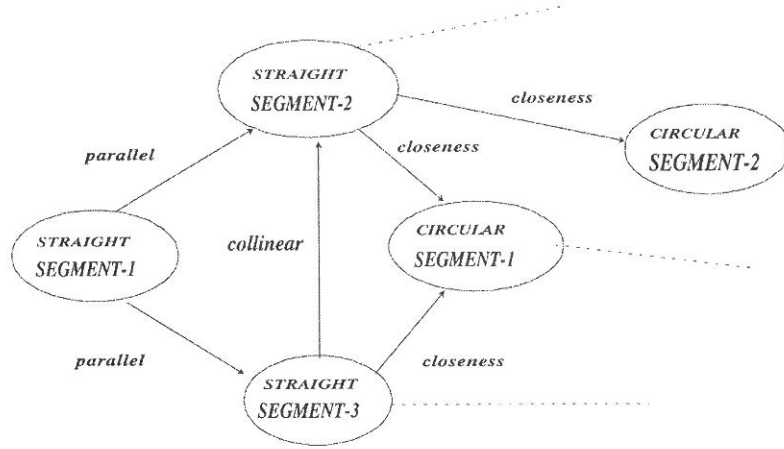 STRAIGHT
SEGMENT-2
closeness
CIRCULAR
SEGMENT-2
parallel
closeness
STRAIGHT
SEGMENT-1
collinear
CIRCULAR
SEGMENT-1
parallel
closeness
STRAIGHT
SEGMENT-3